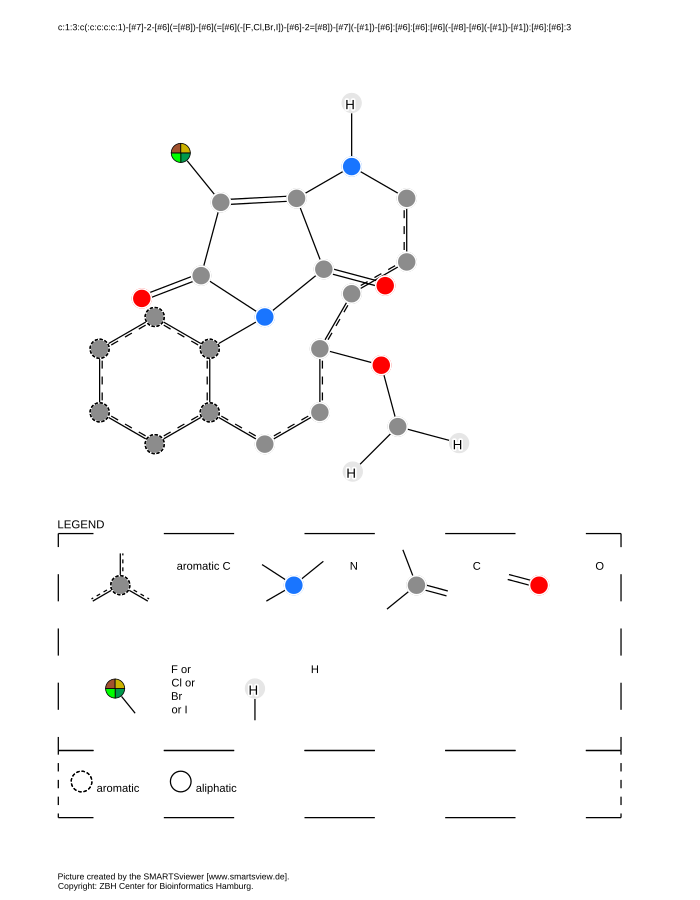 c:1:3:c(:c:c:c:c:1)-[#7]-2-[#6](=[#8])-[#6](=[#6](-[F,Cl,Br,I])-[#6]-2=[#8])-[#7](-[#1])-[#6]:[#6]:[#6]:[#6](-[#8]-[#6](-[#1])-[#1]):[#6]:[#6]:3
H
H
H
LEGEND
aromatic C
N
C
O
F or
Cl or
Br
or I
H
H
aromatic
aliphatic
Picture created by the SMARTSviewer [www.smartsview.de].
Copyright: ZBH Center for Bioinformatics Hamburg.